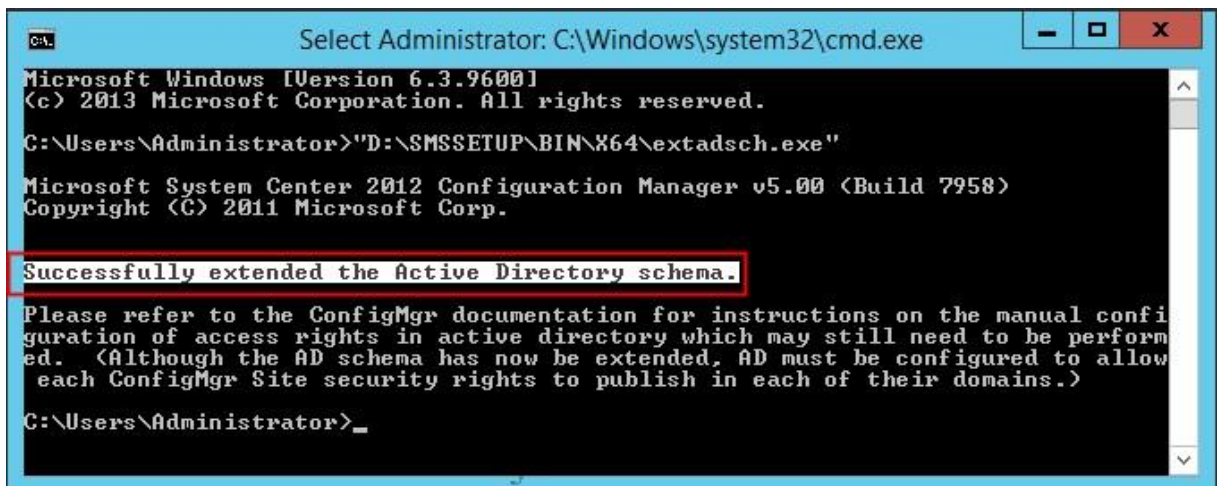 Select Administrator: C:\Windows\system32\cmd.exe
Microsoft Windows [Version 6.3.9600]
(c) 2013 Microsoft Corporation. All rights reserved.
C:\Users\Administrator>"D:\SMSSETUP\BIN\X64\extadsch.exe"
Microsoft System Center 2012 Configuration Manager v5.00 (Build 7958)
Copyright (C) 2011 Microsoft Corp.
Successfully extended the Active Directory schema.
Please refer to the ConfigMgr documentation for instructions on the manual confi
guration of access rights in active directory which may still need to be perform
ed.  (Although the AD schema has now be extended, AD must be configured to allow
 each ConfigMgr Site security rights to publish in each of their domains.)
C:\Users\Administrator>_